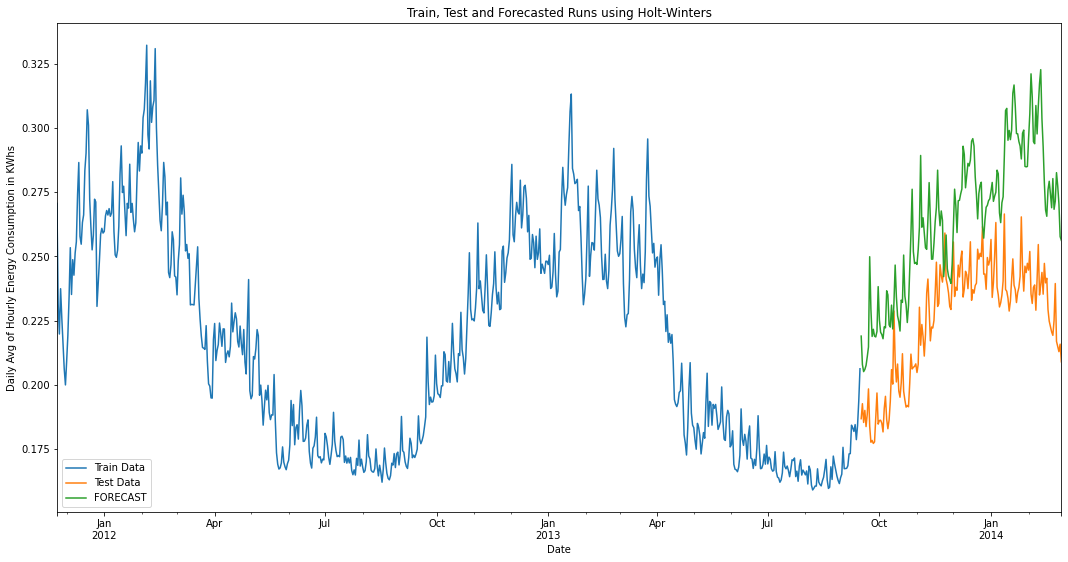 Train, Test and Forecasted Runs using Holt-Winters
Daily Avg of Hourly Energy Consumption in KWhs
0.325
0.300
0.275
0.250
0.225
0.200
0.175
Train Data
Test Data
FORECAST
Jan
2012
Apr
Jul
Oct
Jan
2013
Apr
Jul
Oct
Jan
2014
Date